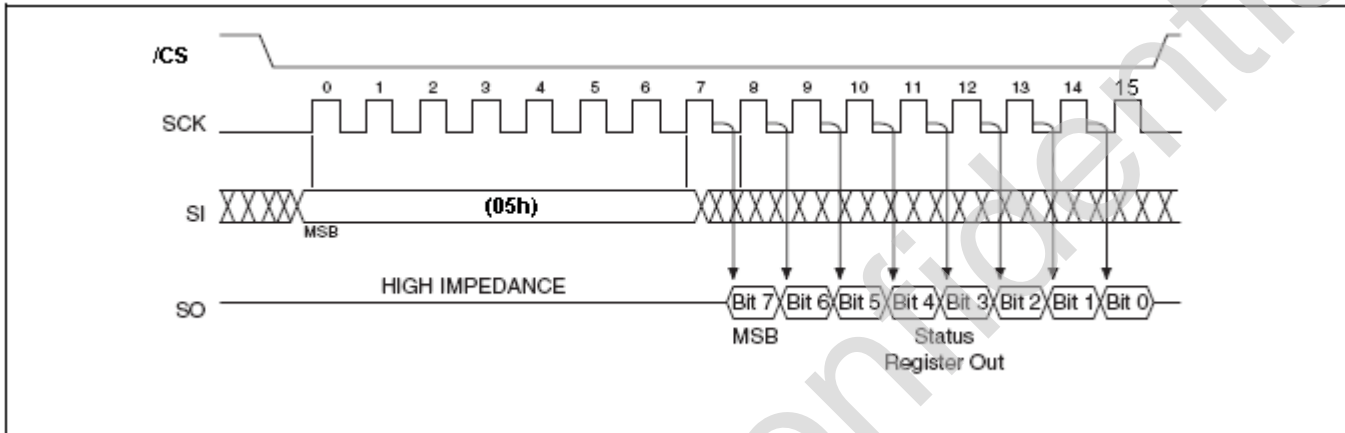 /CS
0 1 2 3 4 5 6 7 8 9 10 11 12 13 14 15
SCK
SI
(05h)
MSB
HIGH IMPEDANCE
SO
Bit 7 Bit 6 Bit 5 Bit 4 Bit 3 Bit 2 Bit 1 Bit 0
MSB Status
Register Out